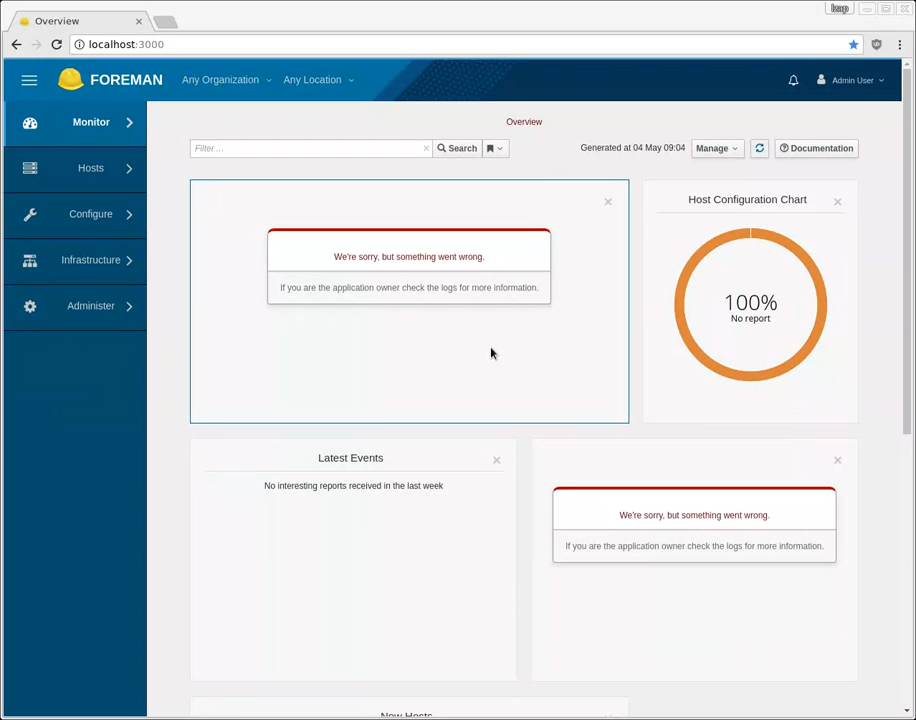 lsap
Overview
localhost:3000
FOREMAN
Any Organization
Any Location
Admin User
Monitor
Hosts
Configure
Infrastructure
Administer
Overview
Filter ...
Search
Generated at 04 May 09:04
Manage
Documentation
We're sorry, but something went wrong.
If you are the application owner check the logs for more information.
Host Configuration Chart
100%
No report
Latest Events
No interesting reports received in the last week
We're sorry, but something went wrong.
If you are the application owner check the logs for more information.
New Hosts